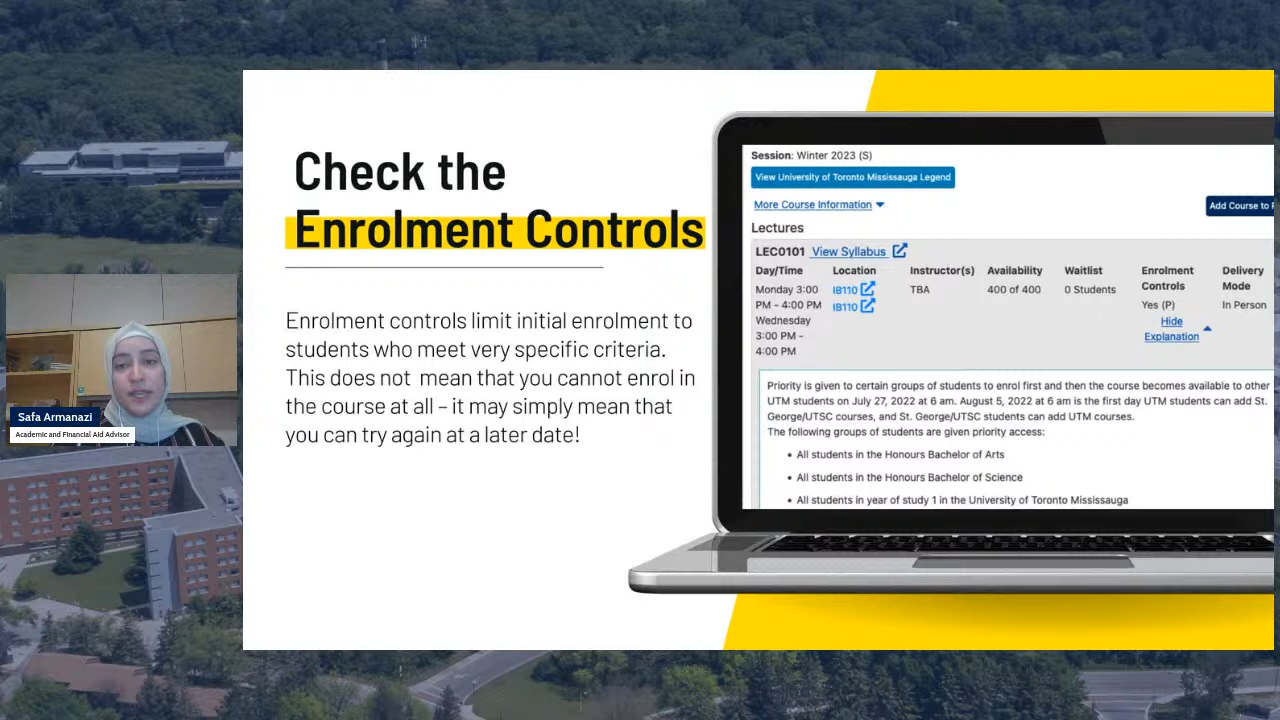 Check the
Enrolment Controls
Enrolment controls limit initial enrolment to
students who meet very specific criteria.
This does not mean that you cannot enrol in
the course at all – it may simply mean that
you can try again at a later date!
Session: Winter 2023 (S)
View University of Toronto Mississauga Legend
More Course Information
Add Course to
Lectures
LEC0101 View Syllabus
Day/Time Location Instructor(s) Availability Waitlist Enrolment Controls Delivery Mode
Monday 3:00 PM - 4:00 PM IB110 TBA 400 of 400 0 Students Yes (P) In Person
Wednesday 3:00 PM - 4:00 PM IB110 Hide Explanation
Priority is given to certain groups of students to enrol first and then the course becomes available to other
UTM students on July 27, 2022 at 6 am. August 5, 2022 at 6 am is the first day UTM students can add St.
George/UTSC courses, and St. George/UTSC students can add UTM courses.
The following groups of students are given priority access:
• All students in the Honours Bachelor of Arts
• All students in the Honours Bachelor of Science
• All students in year of study 1 in the University of Toronto Mississauga
Safa Armanazi
Academic and Financial Aid Advisor